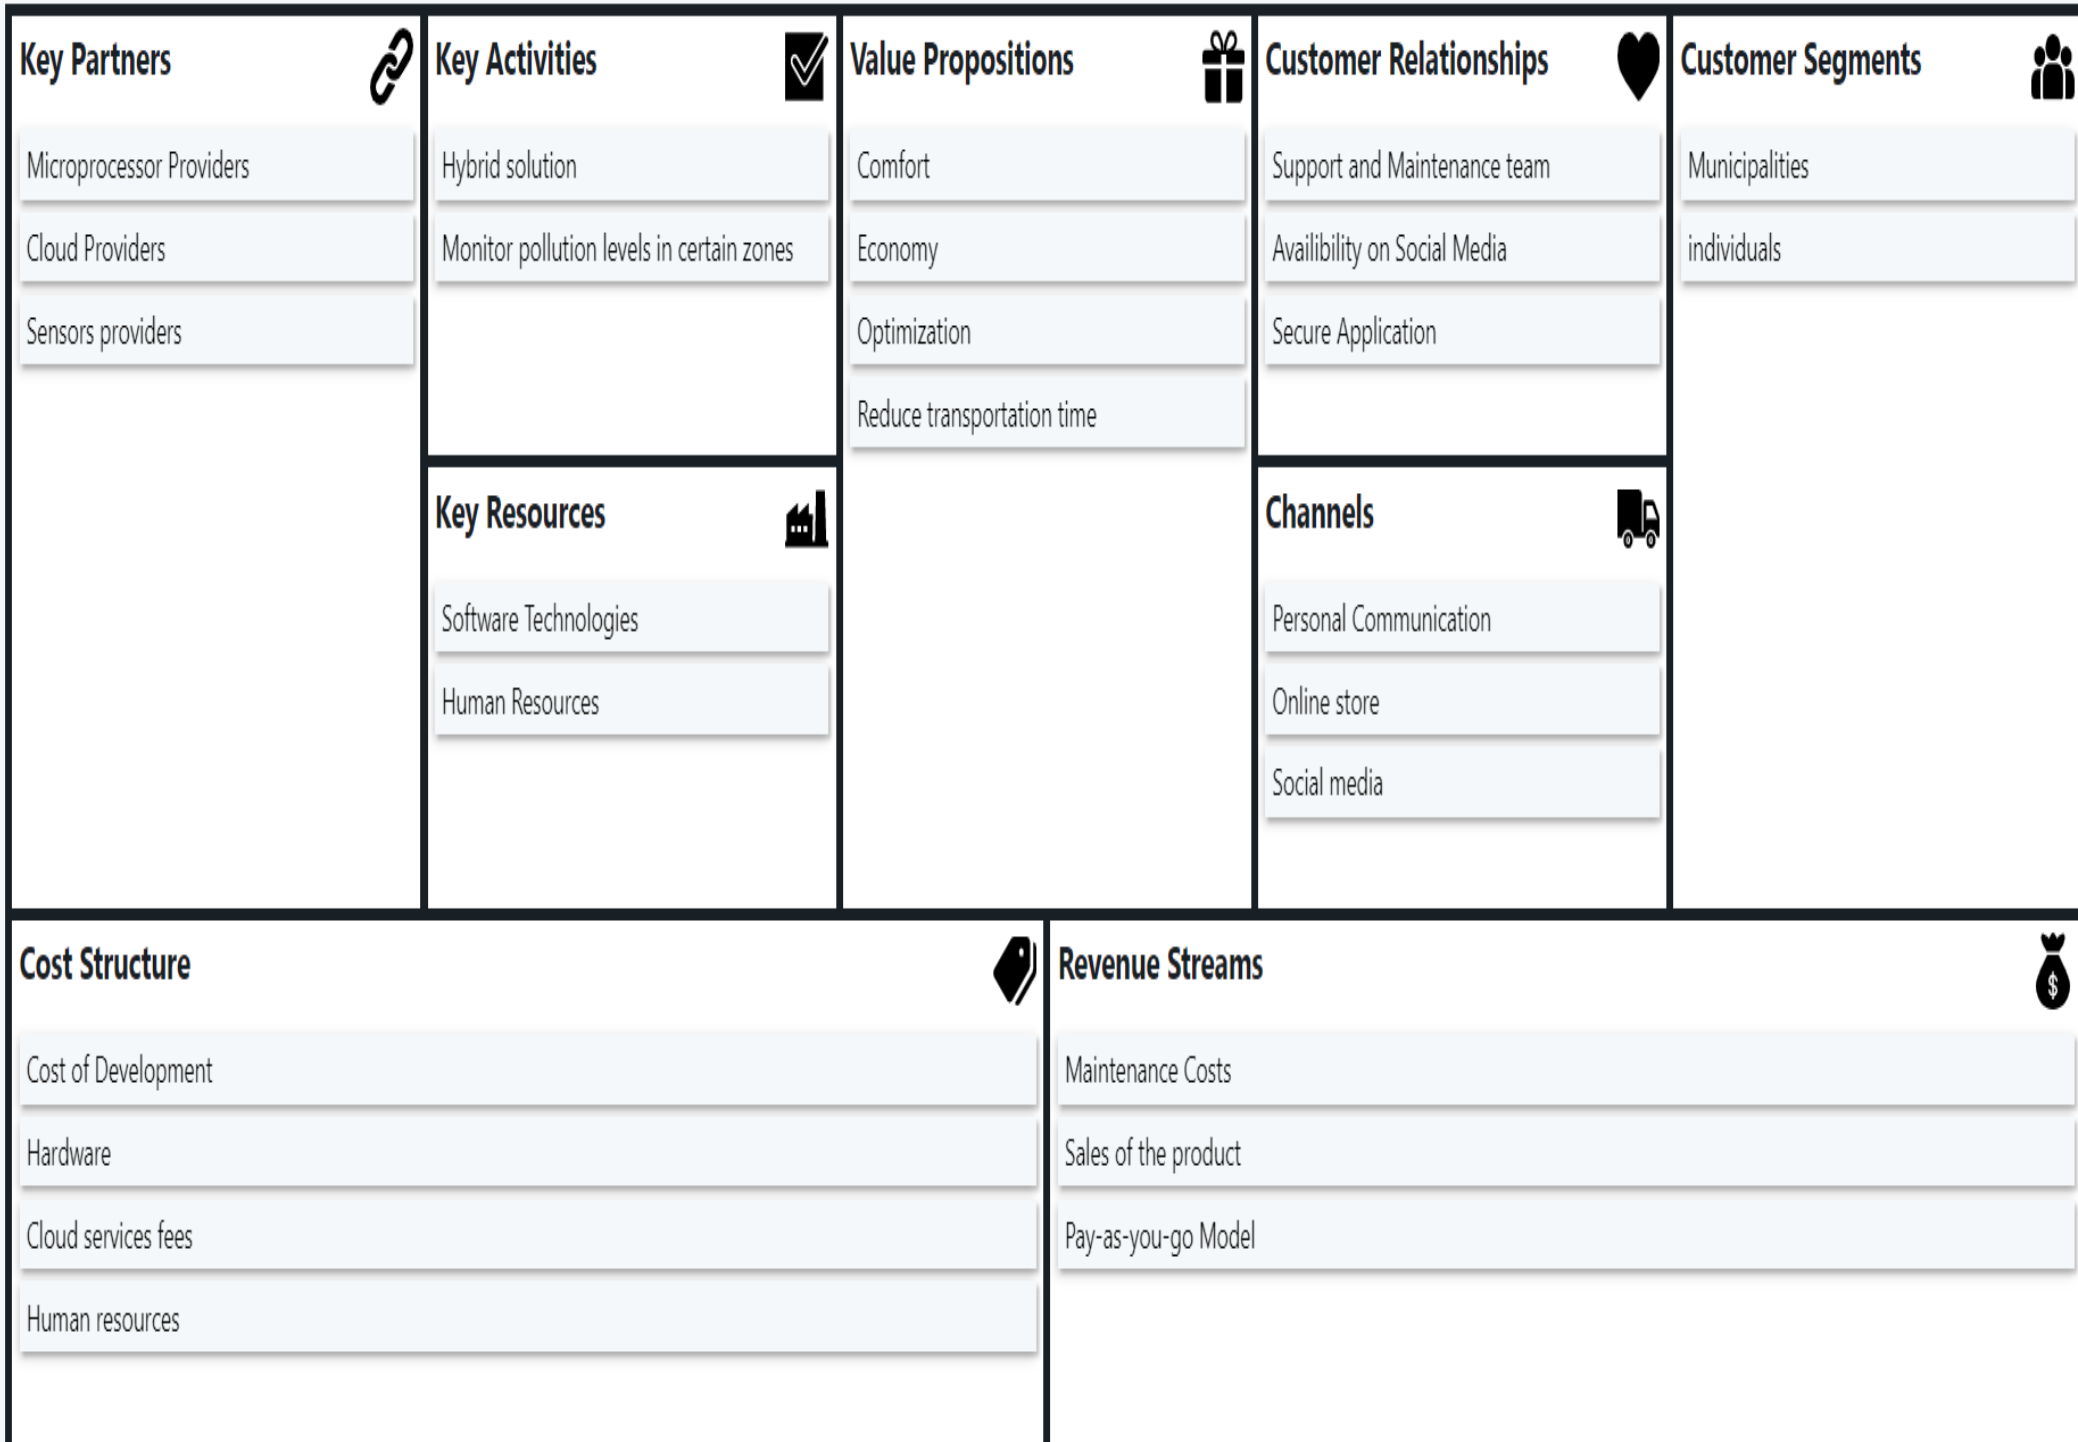 Key Partners
Microprocessor Providers
Cloud Providers
Sensors providers
Key Activities
Hybrid solution
Monitor pollution levels in certain zones
Key Resources
Software Technologies
Human Resources
Value Propositions
Comfort
Economy
Optimization
Reduce transportation time
Customer Relationships
Support and Maintenance team
Availibility on Social Media
Secure Application
Channels
Personal Communication
Online store
Social media
Customer Segments
Municipalities
individuals
Cost Structure
Cost of Development
Hardware
Cloud services fees
Human resources
Revenue Streams
$
Maintenance Costs
Sales of the product
Pay-as-you-go Model